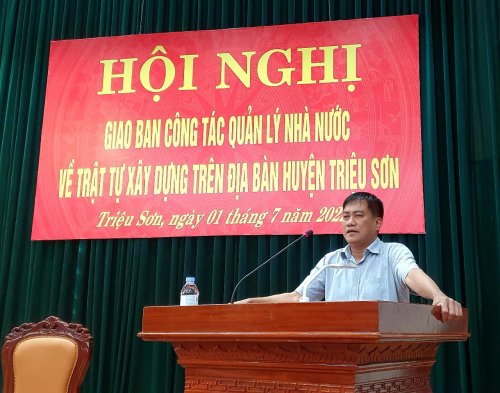 HỘI NGHỊ
GIAO BAN CÔNG TÁC QUẢN LÝ NHÀ NƯỚC
VỀ TRẬT TỰ XÂY DỰNG TRÊN ĐỊA BÀN HUYỆN TRIỆU SƠN
Triệu Sơn, ngày 01 tháng 7 năm